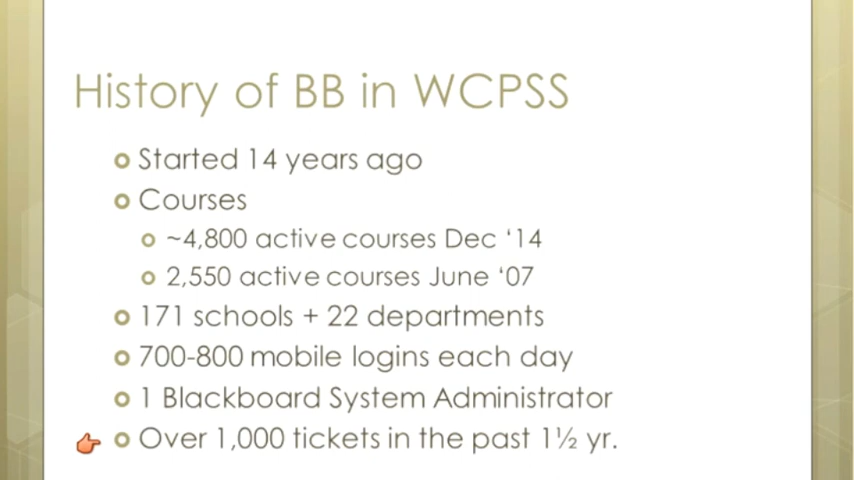 History of BB in WCPSS
Started 14 years ago
Courses
~4,800 active courses Dec ‘14
2,550 active courses June ‘07
171 schools + 22 departments
700-800 mobile logins each day
1 Blackboard System Administrator
Over 1,000 tickets in the past 1½ yr.